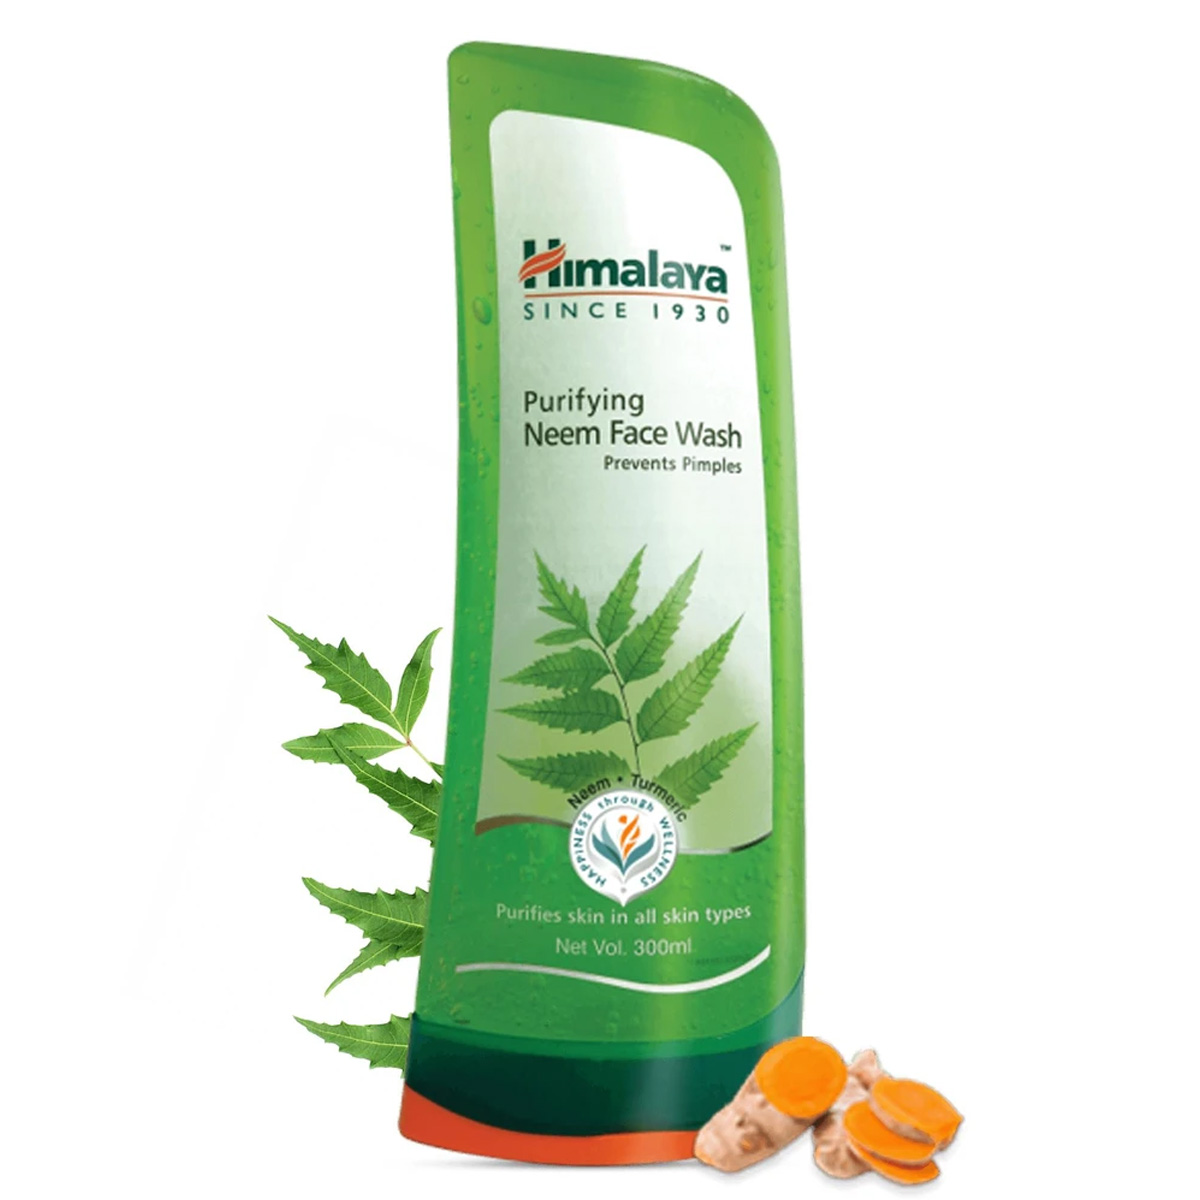 Himalaya™
SINCE 1930
Purifying
Neem Face Wash
Prevents Pimples
Neem • Turmeric
HAPPINESS through WELLNESS
Purifies skin in all skin types
Net Vol. 300ml